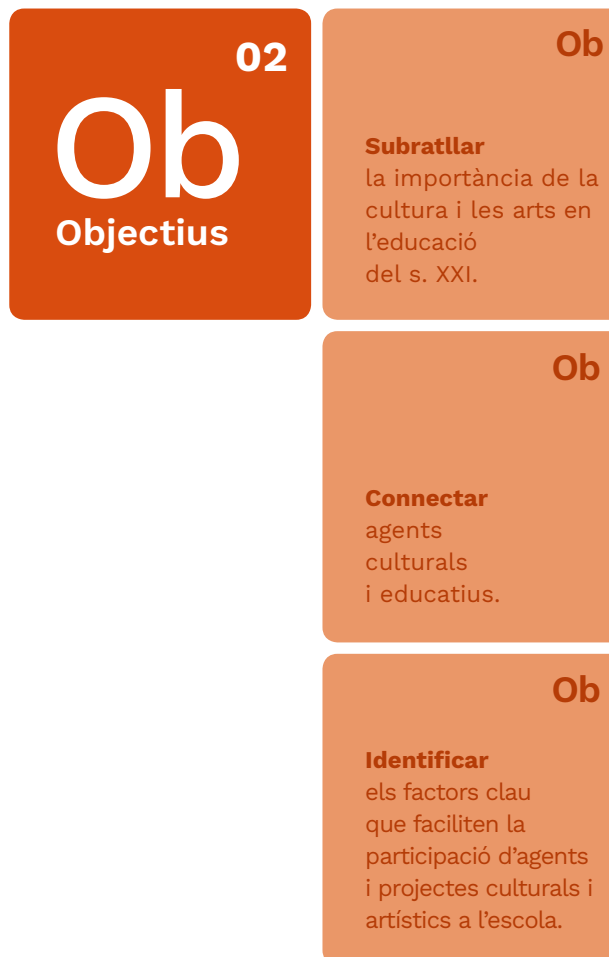 02
Ob
Objectius
Ob
Subratllar
la importància de la
cultura i les arts en
l’educació
del s. XXI.
Ob
Connectar
agents
culturals
i educatius.
Ob
Identificar
els factors clau
que faciliten la
participació d’agents
i projectes culturals i
artístics a l’escola.